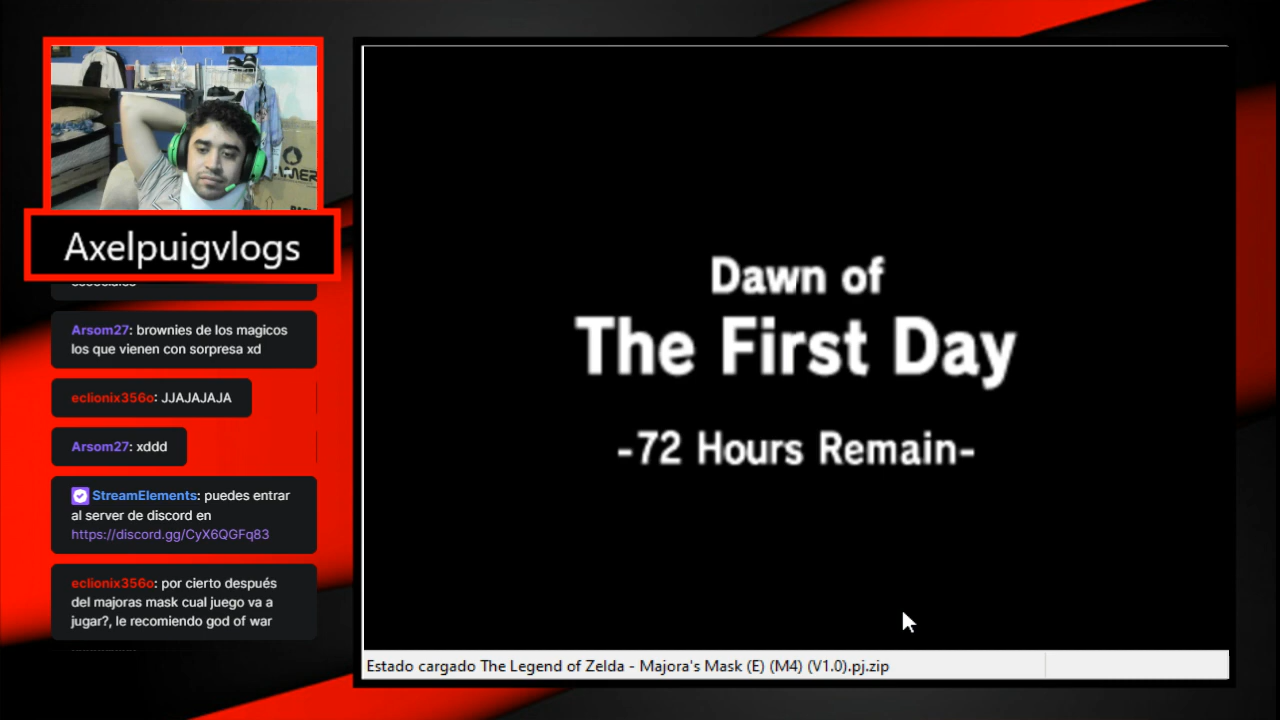 Axelpuigvlogs
Arsom27: brownies de los magicos
los que vienen con sorpresa xd
eclionix356o: JJAJAJAJA
Arsom27: xddd
StreamElements: puedes entrar
al server de discord en
https://discord.gg/CyX6QGFq83
eclionix356o: por cierto después
del majoras mask cual juego va a
jugar?, le recomiendo god of war
Dawn of
The First Day
-72 Hours Remain-
Estado cargado The Legend of Zelda - Majora's Mask (E) (M4) (V1.0).pj.zip